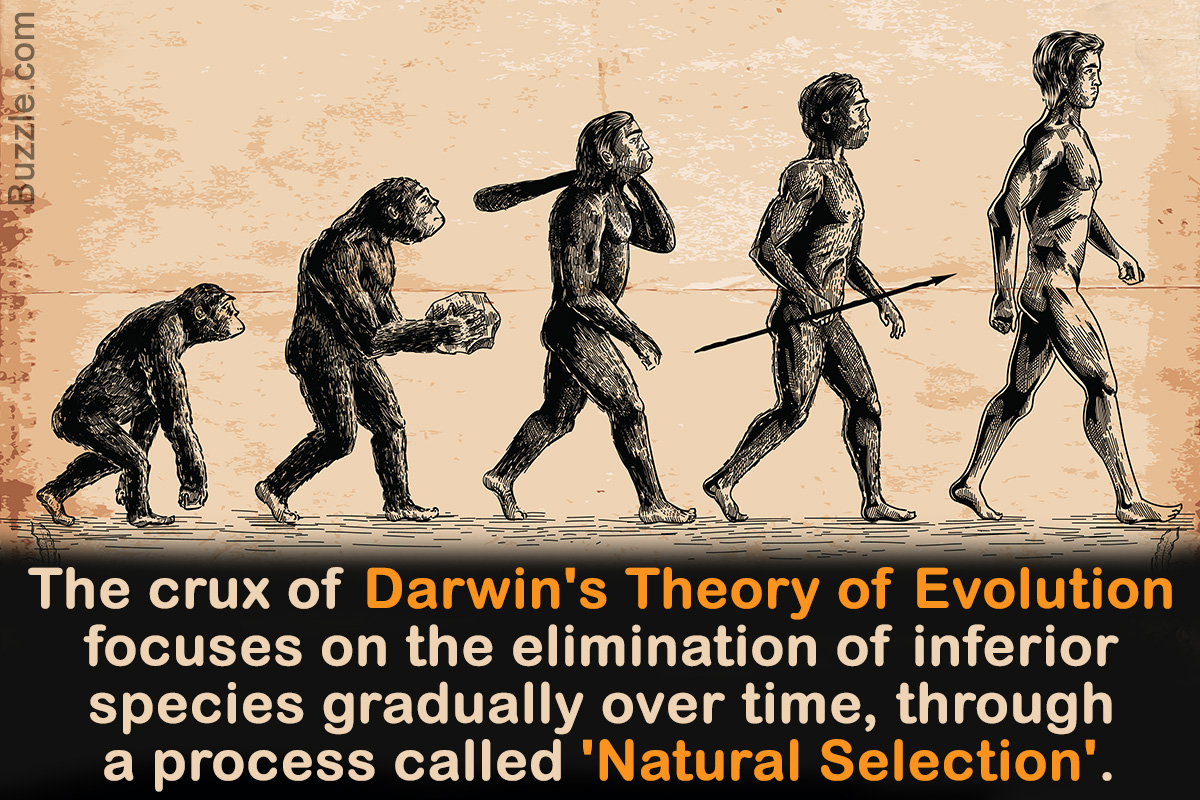 Buzzle.com
The crux of Darwin's Theory of Evolution
focuses on the elimination of inferior
species gradually over time, through
a process called 'Natural Selection'.